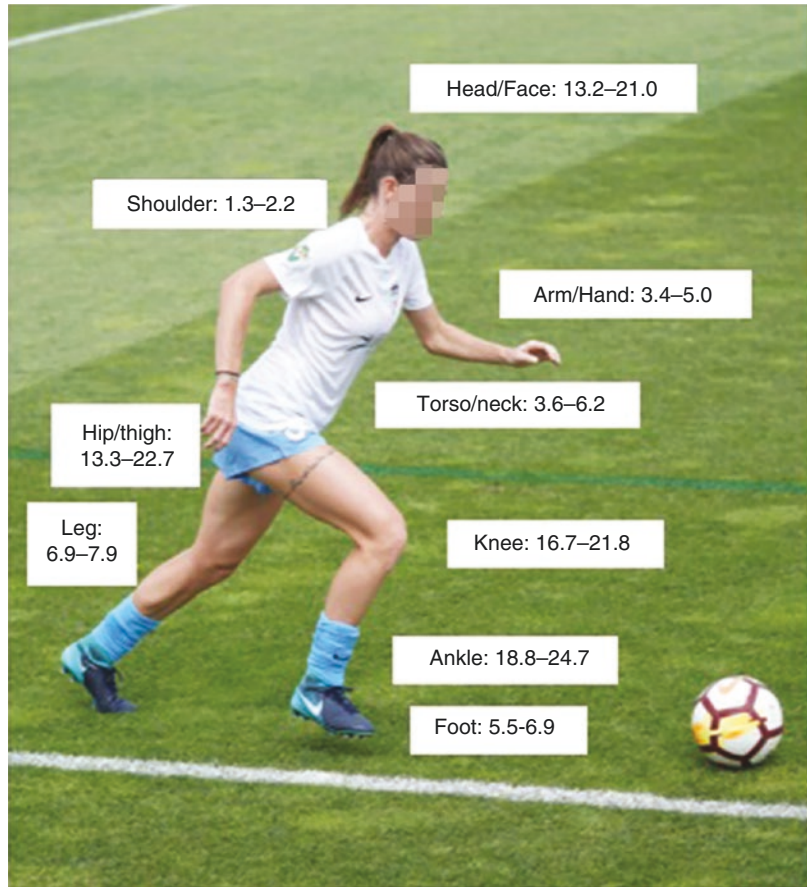 Head/Face: 13.2–21.0
Shoulder: 1.3–2.2
Arm/Hand: 3.4–5.0
Torso/neck: 3.6–6.2
Hip/thigh:
13.3–22.7
Leg:
6.9–7.9
Knee: 16.7–21.8
Ankle: 18.8–24.7
Foot: 5.5-6.9